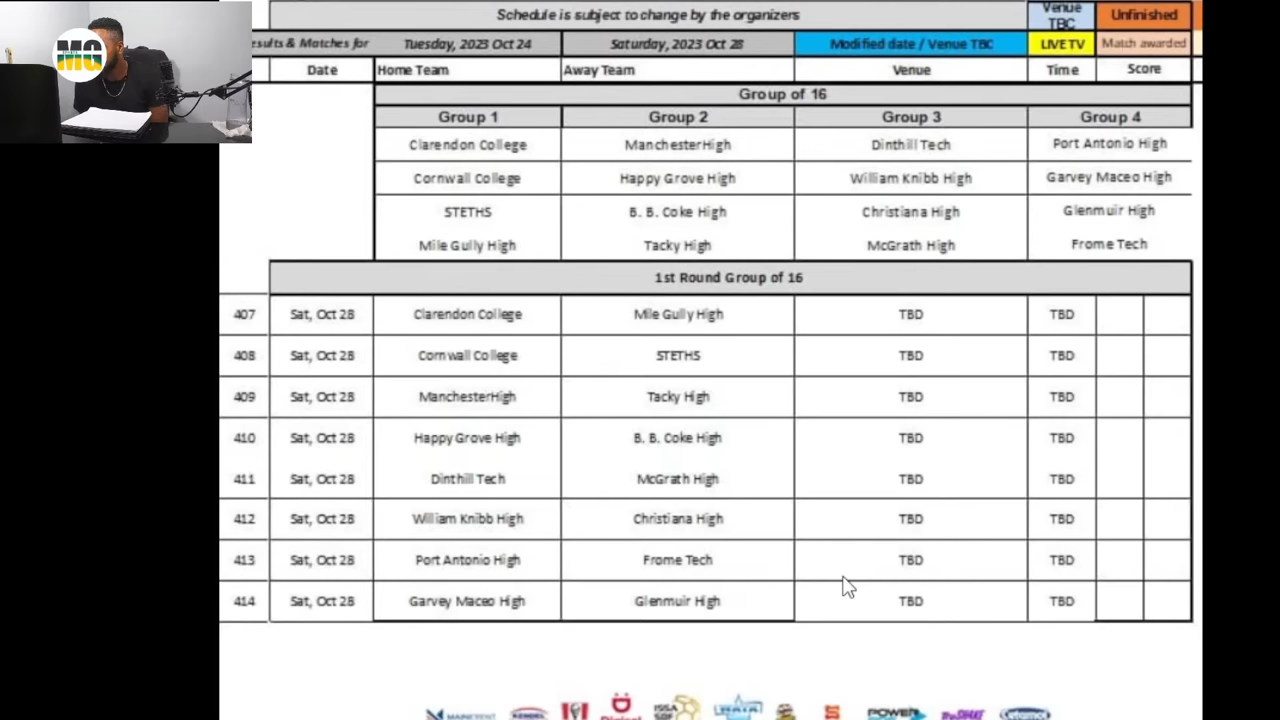 Schedule is subject to change by the organizers
Venue TBC
Unfinished
esults & Matches for
Tuesday, 2023 Oct 24
Saturday, 2023 Oct 28
Modified date / Venue TBC
LIVE TV
Match awarded
Date
Home Team
Away Team
Venue
Time
Score
Group of 16
Group 1
Group 2
Group 3
Group 4
Clarendon College
ManchesterHigh
Dinthill Tech
Port Antonio High
Cornwall College
Happy Grove High
William Knibb High
Garvey Maceo High
STETHS
B. B. Coke High
Christiana High
Glenmuir High
Mile Gully High
Tacky High
McGrath High
Frome Tech
1st Round Group of 16
407 Sat, Oct 28 Clarendon College Mile Gully High TBD TBD
408 Sat, Oct 28 Cornwall College STETHS TBD TBD
409 Sat, Oct 28 ManchesterHigh Tacky High TBD TBD
410 Sat, Oct 28 Happy Grove High B. B. Coke High TBD TBD
411 Sat, Oct 28 Dinthill Tech McGrath High TBD TBD
412 Sat, Oct 28 William Knibb High Christiana High TBD TBD
413 Sat, Oct 28 Port Antonio High Frome Tech TBD TBD
414 Sat, Oct 28 Garvey Maceo High Glenmuir High TBD TBD
MG
KFC
Digicel
ISSA
POWER